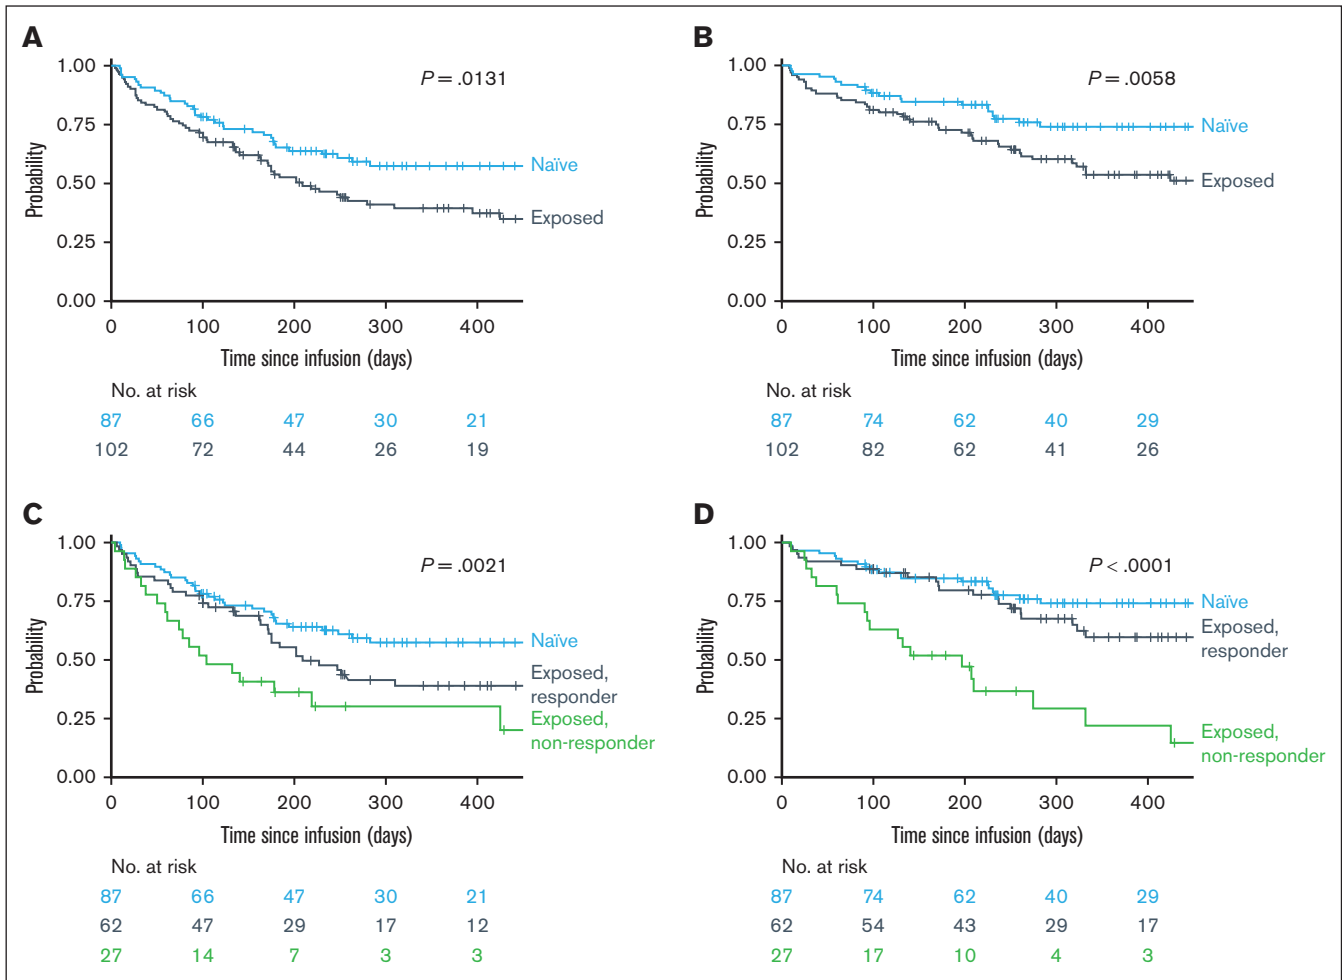 A
1.00
0.75
0.50
0.25
0.00
Probability
P = .0131
Naïve
Exposed
0 100 200 300 400
Time since infusion (days)
No. at risk
87 66 47 30 21
102 72 44 26 19
B
1.00
0.75
0.50
0.25
0.00
Probability
P = .0058
Naïve
Exposed
0 100 200 300 400
Time since infusion (days)
No. at risk
87 74 62 40 29
102 82 62 41 26
C
1.00
0.75
0.50
0.25
0.00
Probability
P = .0021
Naïve
Exposed,
responder
Exposed,
non-responder
0 100 200 300 400
Time since infusion (days)
No. at risk
87 66 47 30 21
62 47 29 17 12
27 14 7 3 3
D
1.00
0.75
0.50
0.25
0.00
Probability
P < .0001
Naïve
Exposed,
responder
Exposed,
non-responder
0 100 200 300 400
Time since infusion (days)
No. at risk
87 74 62 40 29
62 54 43 29 17
27 17 10 4 3